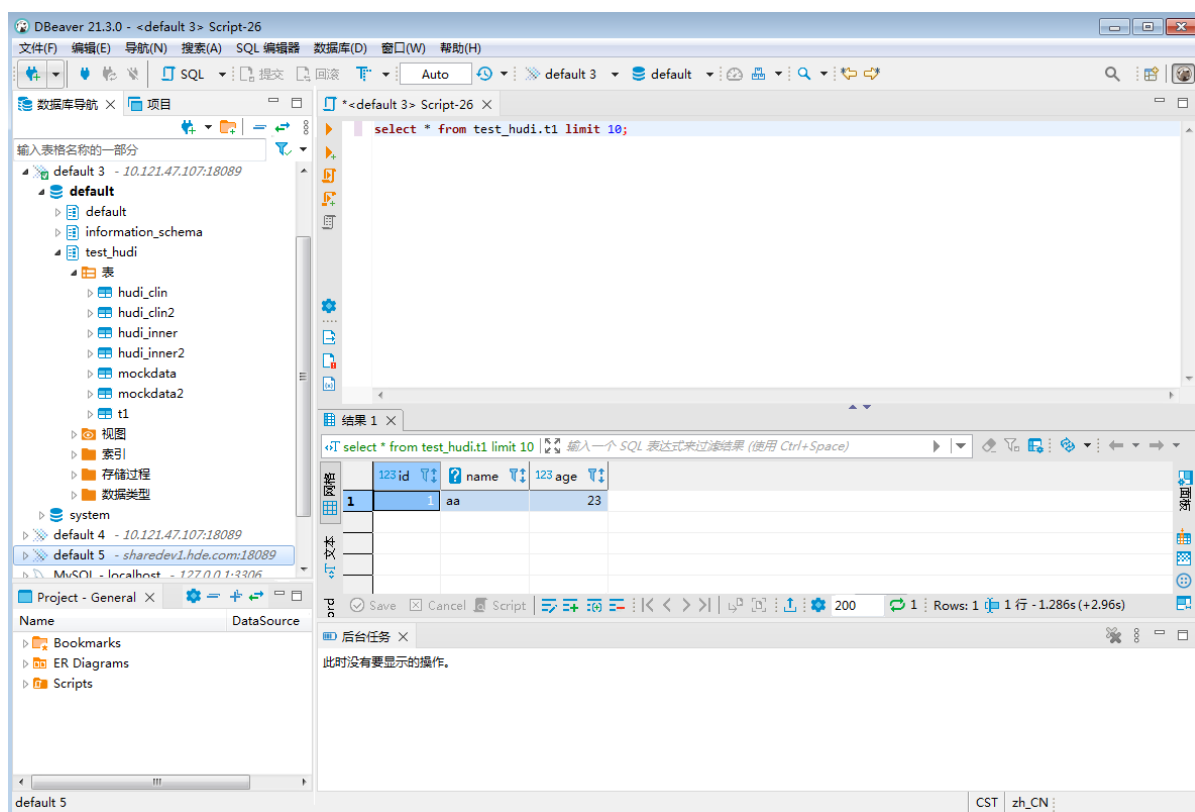 DBeaver 21.3.0 - <default 3> Script-26
文件(F) 编辑(E) 导航(N) 搜索(A) SQL 编辑器 数据库(D) 窗口(W) 帮助(H)
SQL 提交 回滚 Auto default 3 default
数据库导航 项目
输入表格名称的一部分
default 3 - 10.121.47.107:18089
default
default
information_schema
test_hudi
表
hudi_clin
hudi_clin2
hudi_inner
hudi_inner2
mockdata
mockdata2
t1
视图
索引
存储过程
数据类型
system
default 4 - 10.121.47.107:18089
default 5 - sharedev1.hde.com:18089
MySQL - localhost - 127.0.0.1:3306
Project - General
Name DataSource
Bookmarks
ER Diagrams
Scripts
*<default 3> Script-26
select * from test_hudi.t1 limit 10;
结果 1
select * from test_hudi.t1 limit 10 输入一个 SQL 表达式来过滤结果 (使用 Ctrl+Space)
网格
文本
123 id name 123 age
1 1 aa 23
Save Cancel Script 200 1 Rows: 1 1 行 - 1.286s (+2.96s)
后台任务
此时没有要显示的操作。
default 5 CST zh_CN